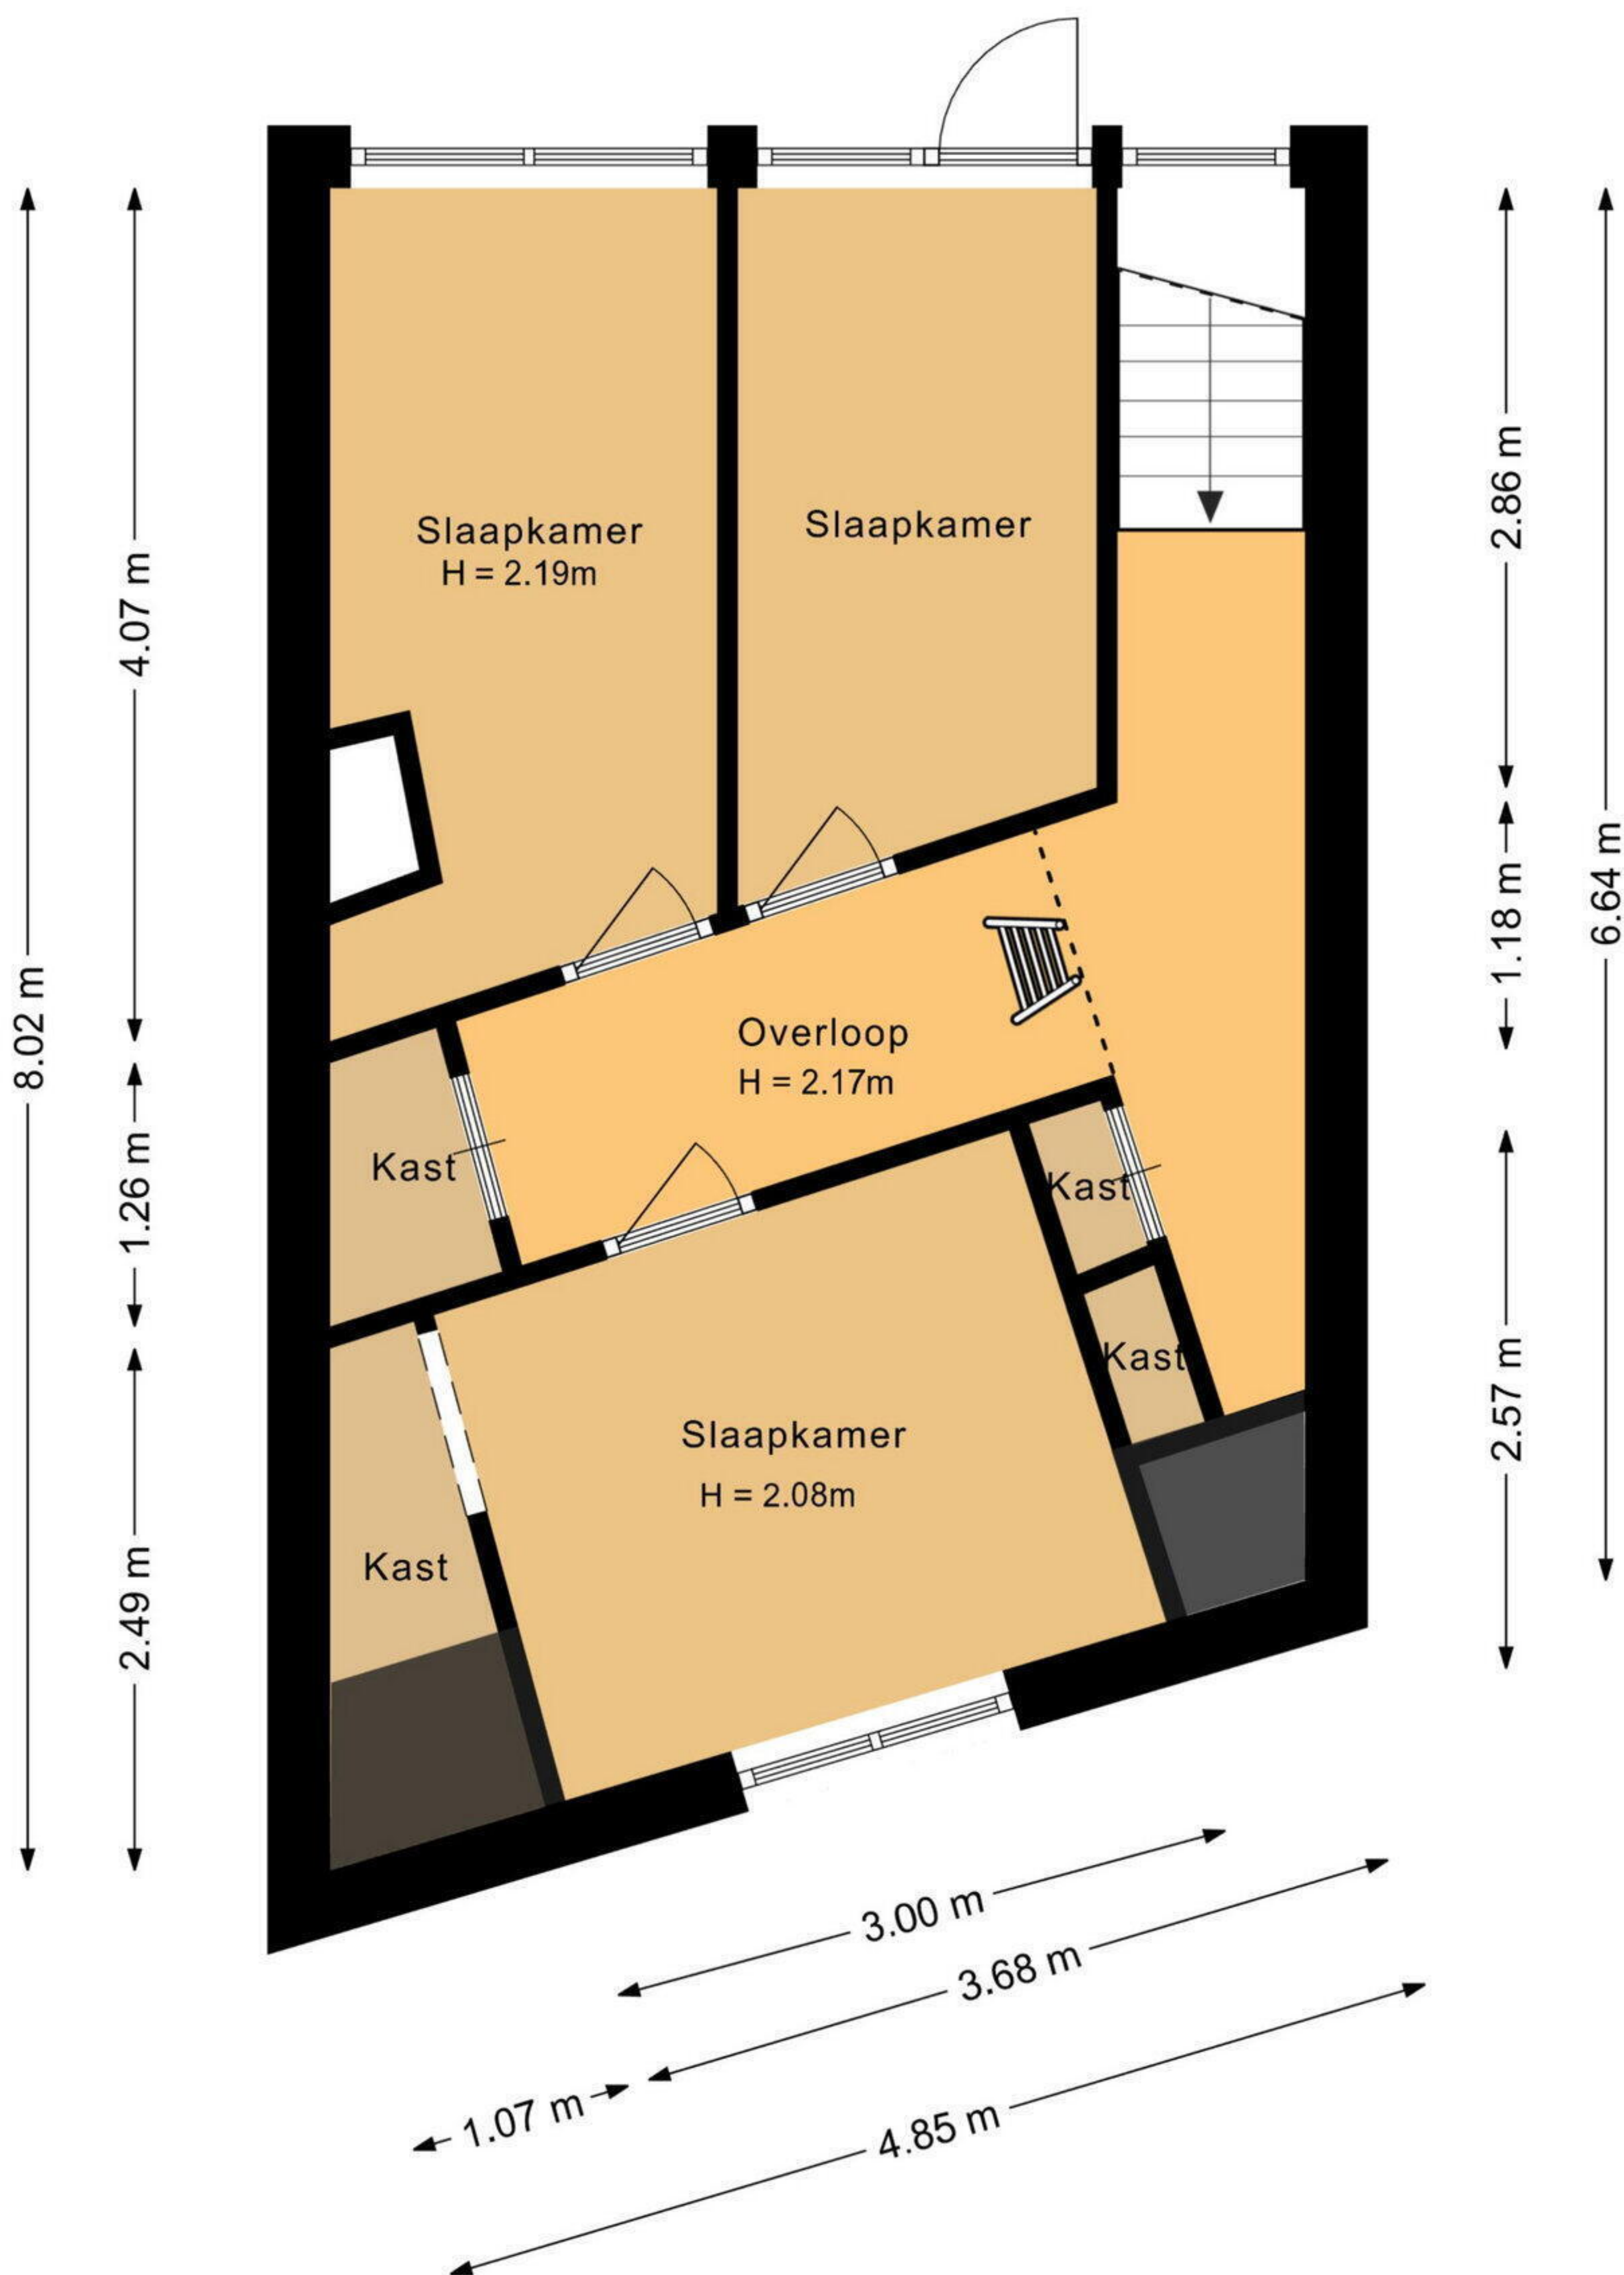 Slaapkamer
H = 2.19m
Slaapkamer
Overloop
H = 2.17m
Kast
Kast
Kast
Slaapkamer
H = 2.08m
Kast
8.02 m
4.07 m
1.26 m
2.49 m
2.86 m
1.18 m
2.57 m
6.64 m
3.00 m
3.68 m
1.07 m
4.85 m